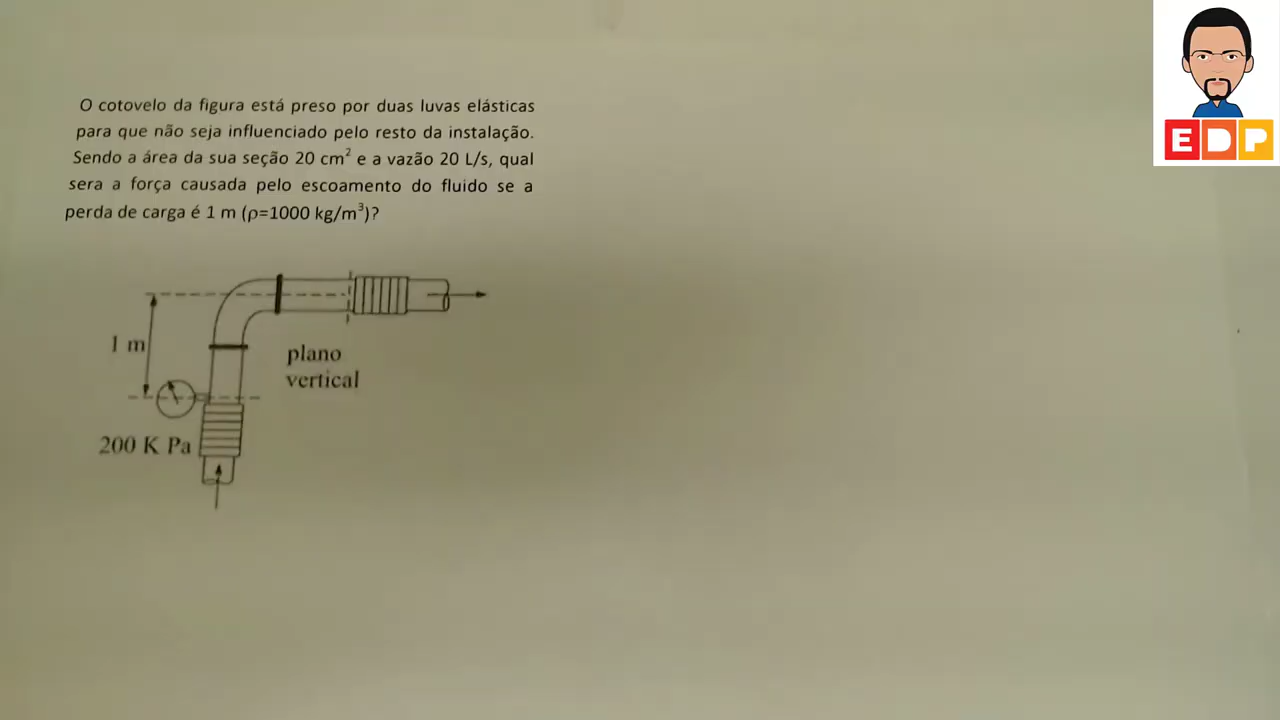 O cotovelo da figura está preso por duas luvas elásticas
para que não seja influenciado pelo resto da instalação.
Sendo a área da sua seção 20 cm² e a vazão 20 L/s, qual
sera a força causada pelo escoamento do fluido se a
perda de carga é 1 m (ρ=1000 kg/m³)?
1 m
plano
vertical
200 K Pa
EDP